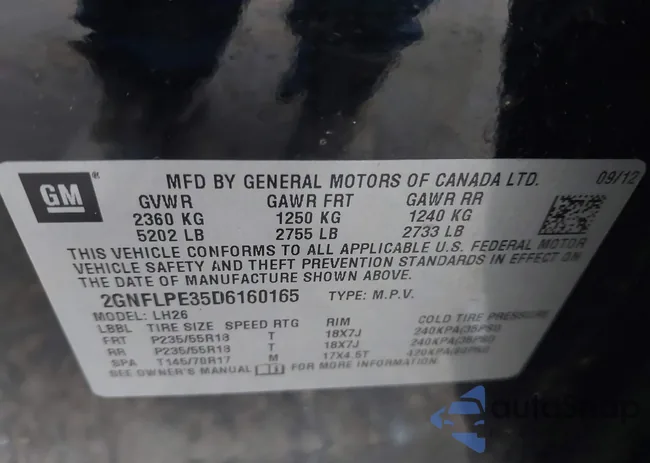 GM ®
MFD BY GENERAL MOTORS OF CANADA LTD. 09/12
GVWR GAWR FRT GAWR RR
2360 KG 1250 KG 1240 KG
5202 LB 2755 LB 2733 LB
THIS VEHICLE CONFORMS TO ALL APPLICABLE U.S. FEDERAL MOTOR
VEHICLE SAFETY AND THEFT PREVENTION STANDARDS IN EFFECT ON
THE DATE OF MANUFACTURE SHOWN ABOVE.
2GNFLPE35D6160165 TYPE: M.P.V.
MODEL: LH26
LBBL TIRE SIZE SPEED RTG RIM COLD TIRE PRESSURE
FRT P235/55R18 T 18X7J 240KPA(35PSI)
RR P235/55R18 T 18X7J 240KPA(35PSI)
SPA T145/70R17 M 17X4.5T 420KPA(60PSI)
SEE OWNER'S MANUAL FOR MORE INFORMATION.